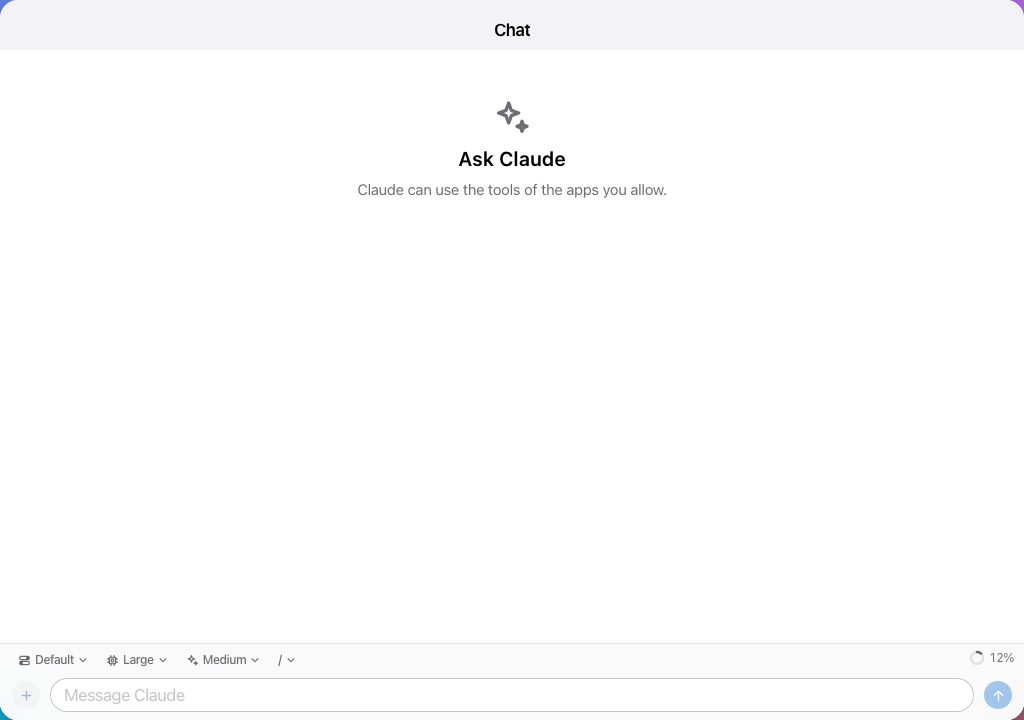 Chat
Ask Claude
Claude can use the tools of the apps you allow.
Default
Large
Medium
/
12%
Message Claude